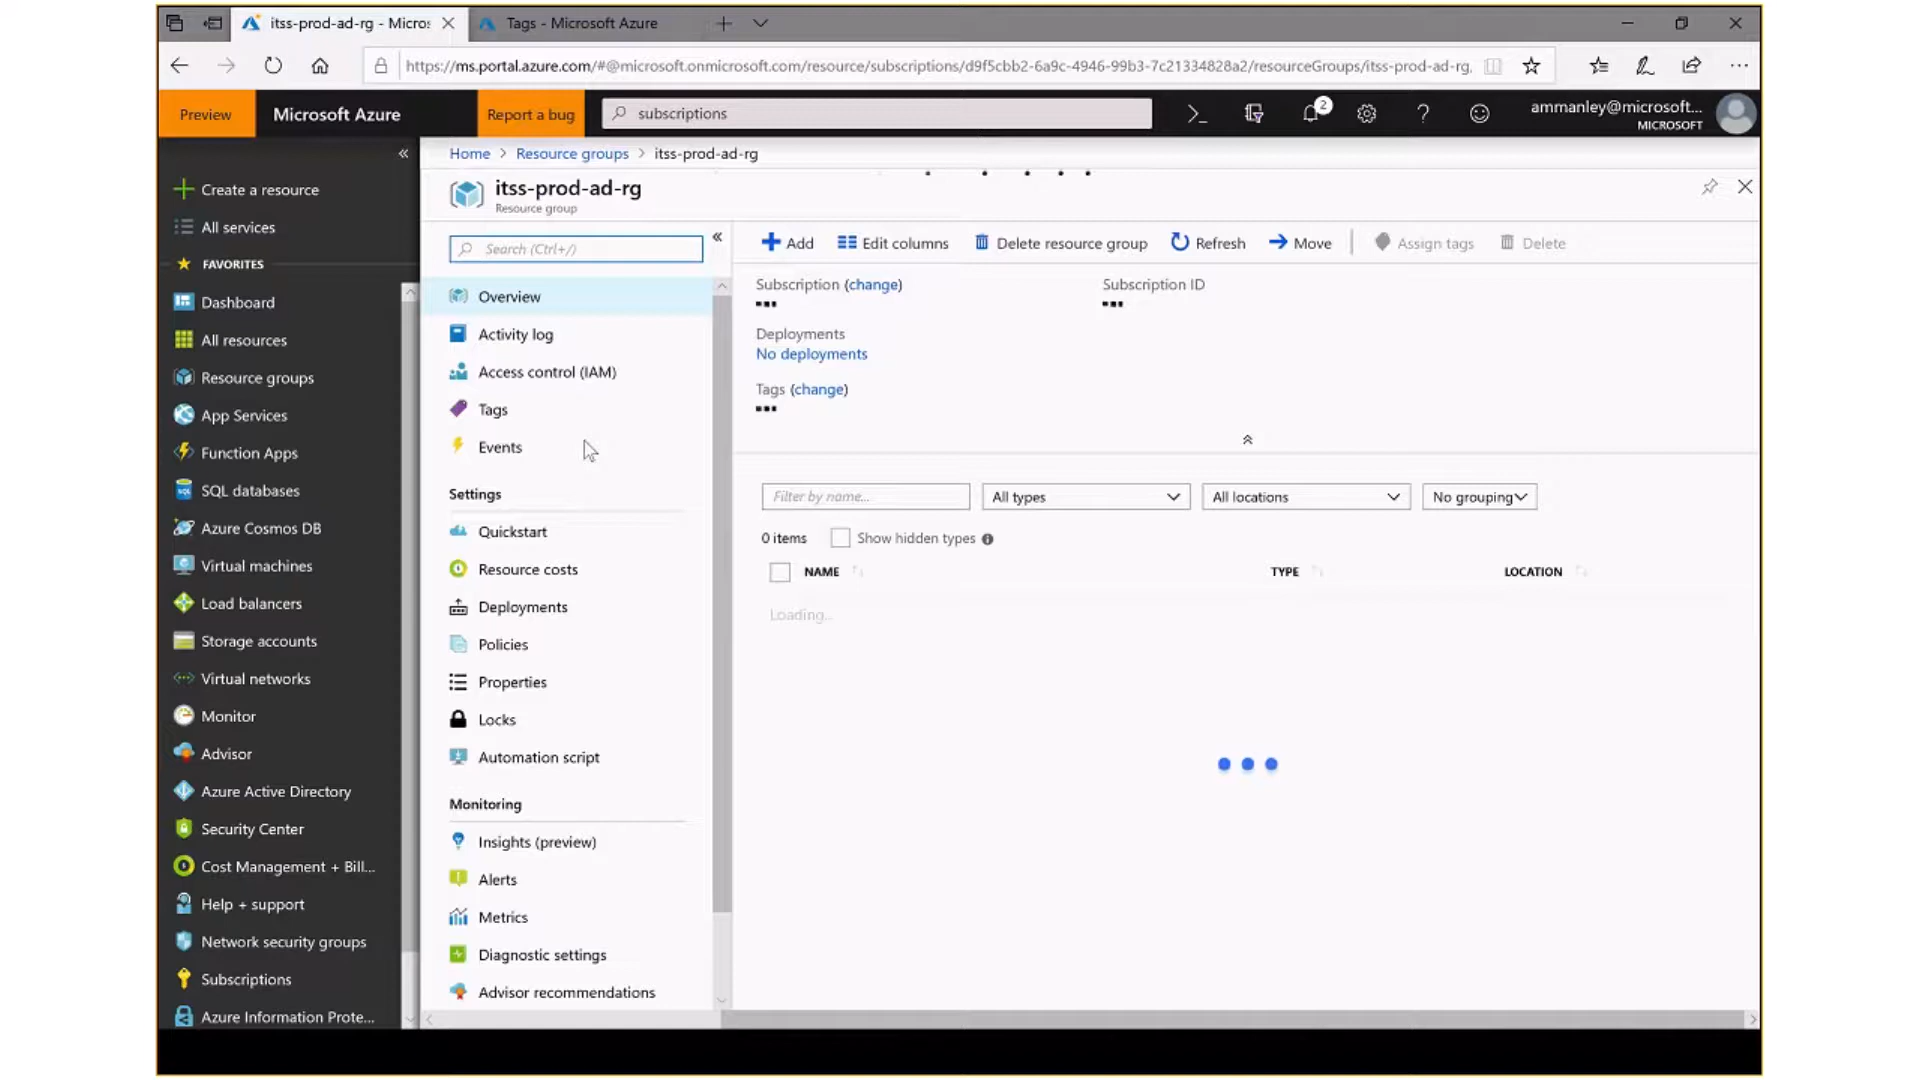 itss-prod-ad-rg - Micros
Tags - Microsoft Azure
https://ms.portal.azure.com/#@microsoft.onmicrosoft.com/resource/subscriptions/d9f5cbb2-6a9c-4946-99b3-7c21334828a2/resourceGroups/itss-prod-ad-rg,
Preview
Microsoft Azure
Report a bug
subscriptions
2
ammanley@microsoft...
MICROSOFT
Create a resource
All services
FAVORITES
Dashboard
All resources
Resource groups
App Services
Function Apps
SQL databases
Azure Cosmos DB
Virtual machines
Load balancers
Storage accounts
Virtual networks
Monitor
Advisor
Azure Active Directory
Security Center
Cost Management + Bill...
Help + support
Network security groups
Subscriptions
Azure Information Prote...
Home > Resource groups > itss-prod-ad-rg
itss-prod-ad-rg
Resource group
Search (Ctrl+/)
Overview
Activity log
Access control (IAM)
Tags
Events
Settings
Quickstart
Resource costs
Deployments
Policies
Properties
Locks
Automation script
Monitoring
Insights (preview)
Alerts
Metrics
Diagnostic settings
Advisor recommendations
Add
Edit columns
Delete resource group
Refresh
Move
Assign tags
Delete
Subscription (change)
Subscription ID
Deployments
No deployments
Tags (change)
Filter by name...
All types
All locations
No grouping
0 items
Show hidden types
NAME
TYPE
LOCATION
Loading..